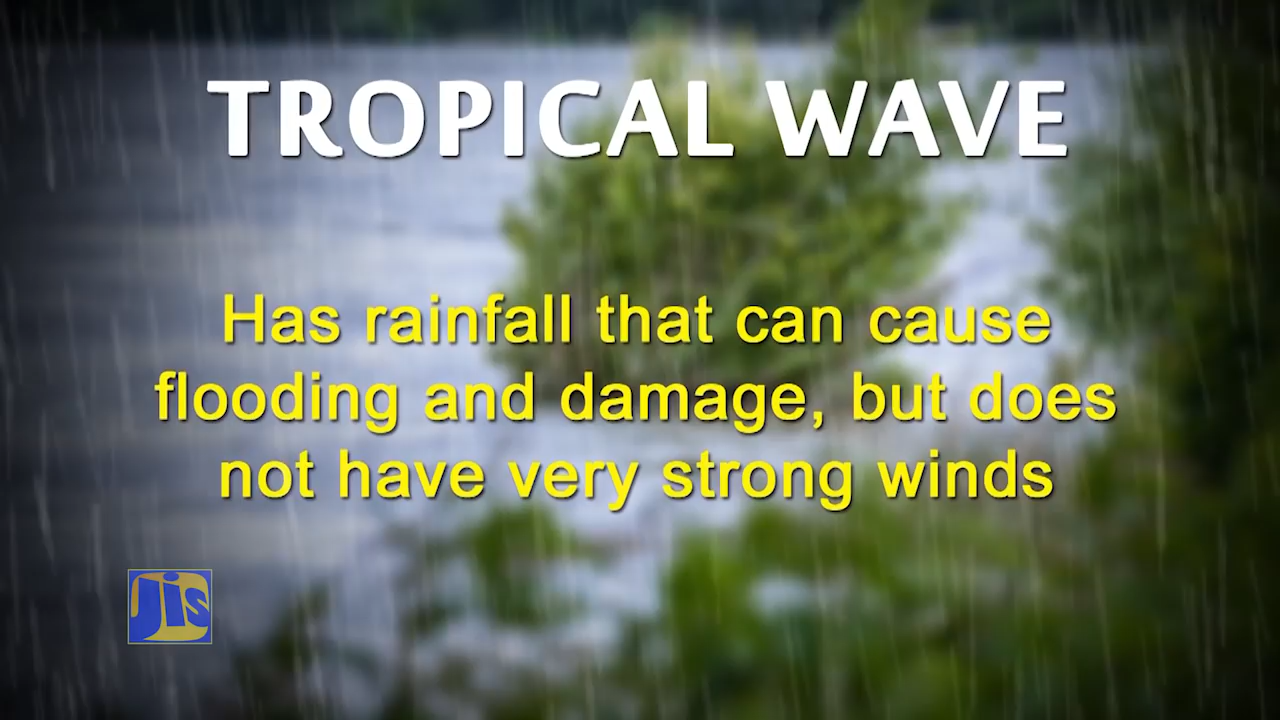 TROPICAL WAVE
Has rainfall that can cause
flooding and damage, but does
not have very strong winds
JIS